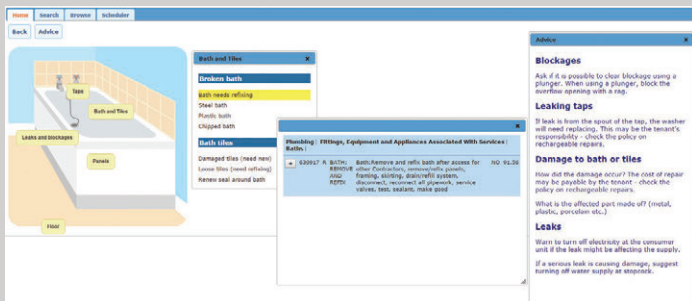 Home Search Browse Scheduler
Back Advice
Taps
Bath and Tiles
Leaks and blockages
Panels
Floor
Bath and Tiles x
Broken bath
Bath needs refixing
Steel bath
Plastic bath
Chipped bath
Bath tiles
Damaged tiles (need new)
Loose tiles (need refixing)
Renew seal around bath
x
Plumbing | Fittings, Equipment and Appliances Associated With Services |
Baths |
630017 R BATH: Bath:Remove and refix bath after access for NO 91.56
REMOVE other Contractors, remove/refix panels,
AND framing, skirting, drain/refill system,
REFIX disconnect, reconnect all pipework, service
valves, test, sealant, make good
Advice x
Blockages
Ask if it is possible to clear blockage using a
plunger. When using a plunger, block the
overflow opening with a rag.
Leaking taps
If leak is from the spout of the tap, the washer
will need replacing. This may be the tenant's
responsibility - check the policy on
rechargeable repairs.
Damage to bath or tiles
How did the damage occur? The cost of repair
may be payable by the tenant - check the
policy on rechargeable repairs.
What is the affected part made of? (metal,
plastic, porcelain etc.)
Leaks
Warn to turn off electricity at the consumer
unit if the leak might be affecting the supply.
If a serious leak is causing damage, suggest
turning off water supply at stopcock.